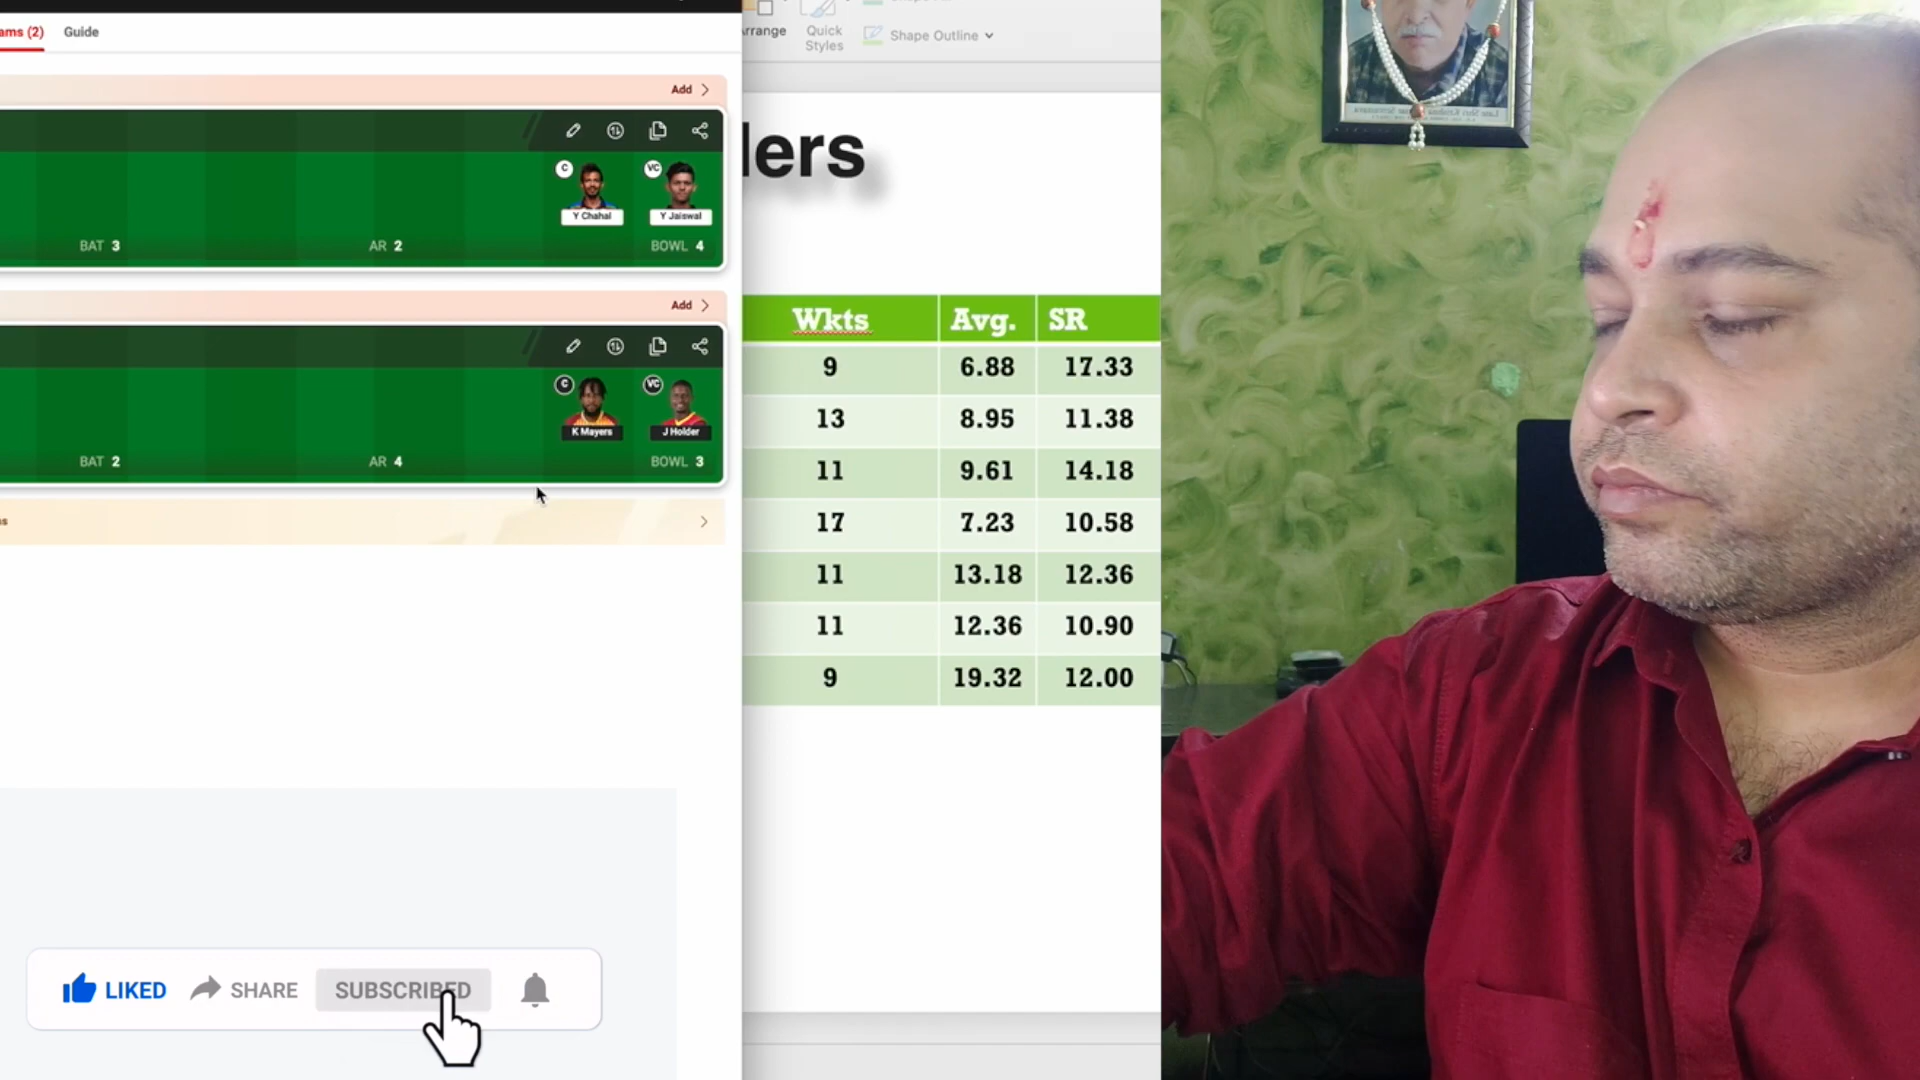 ams (2) Guide
Add
C VC
Y Chahal Y Jaiswal
BAT 3 AR 2 BOWL 4
Add
C VC
K Mayers J Holder
BAT 2 AR 4 BOWL 3
s
LIKED SHARE SUBSCRIBED
rrange Quick
Styles
Shape Outline
lers
Wkts Avg. SR
9 6.88 17.33
13 8.95 11.38
11 9.61 14.18
17 7.23 10.58
11 13.18 12.36
11 12.36 10.90
9 19.32 12.00